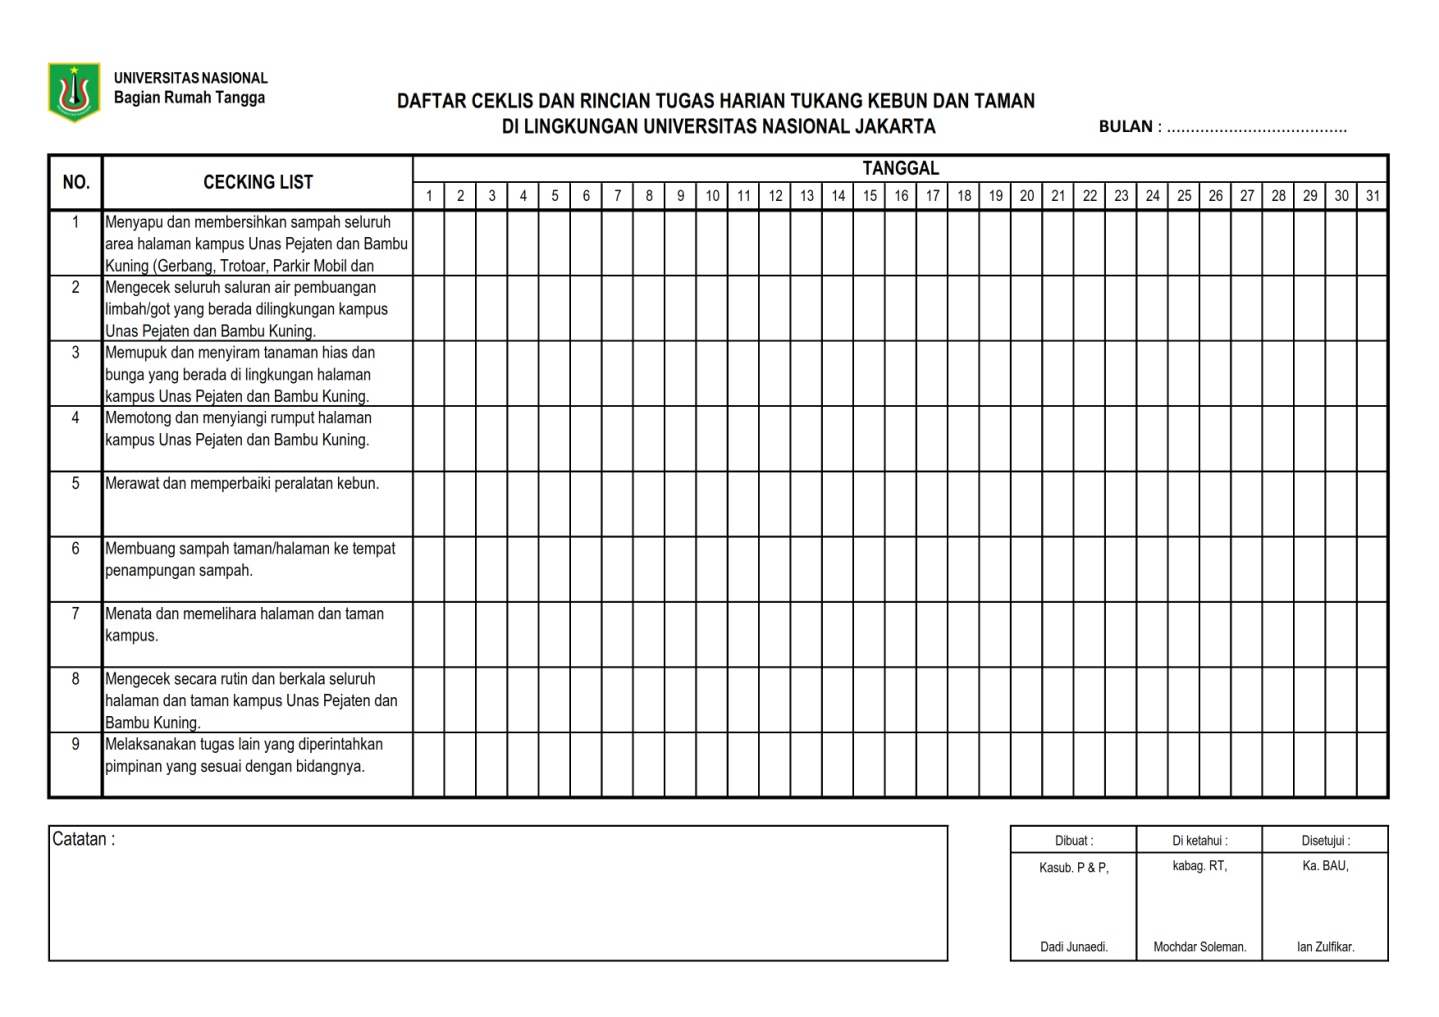 UNIVERSITAS NASIONAL
Bagian Rumah Tangga
DAFTAR CEKLIS DAN RINCIAN TUGAS HARIAN TUKANG KEBUN DAN TAMAN
DI LINGKUNGAN UNIVERSITAS NASIONAL JAKARTA
BULAN : ......................................
NO. CECKING LIST TANGGAL
1 2 3 4 5 6 7 8 9 10 11 12 13 14 15 16 17 18 19 20 21 22 23 24 25 26 27 28 29 30 31
1 Menyapu dan membersihkan sampah seluruh
area halaman kampus Unas Pejaten dan Bambu
Kuning (Gerbang, Trotoar, Parkir Mobil dan
2 Mengecek seluruh saluran air pembuangan
limbah/got yang berada dilingkungan kampus
Unas Pejaten dan Bambu Kuning.
3 Memupuk dan menyiram tanaman hias dan
bunga yang berada di lingkungan halaman
kampus Unas Pejaten dan Bambu Kuning.
4 Memotong dan menyiangi rumput halaman
kampus Unas Pejaten dan Bambu Kuning.
5 Merawat dan memperbaiki peralatan kebun.
6 Membuang sampah taman/halaman ke tempat
penampungan sampah.
7 Menata dan memelihara halaman dan taman
kampus.
8 Mengecek secara rutin dan berkala seluruh
halaman dan taman kampus Unas Pejaten dan
Bambu Kuning.
9 Melaksanakan tugas lain yang diperintahkan
pimpinan yang sesuai dengan bidangnya.
Catatan :
Dibuat : Di ketahui : Disetujui :
Kasub. P & P, kabag. RT, Ka. BAU,
Dadi Junaedi. Mochdar Soleman. Ian Zulfikar.